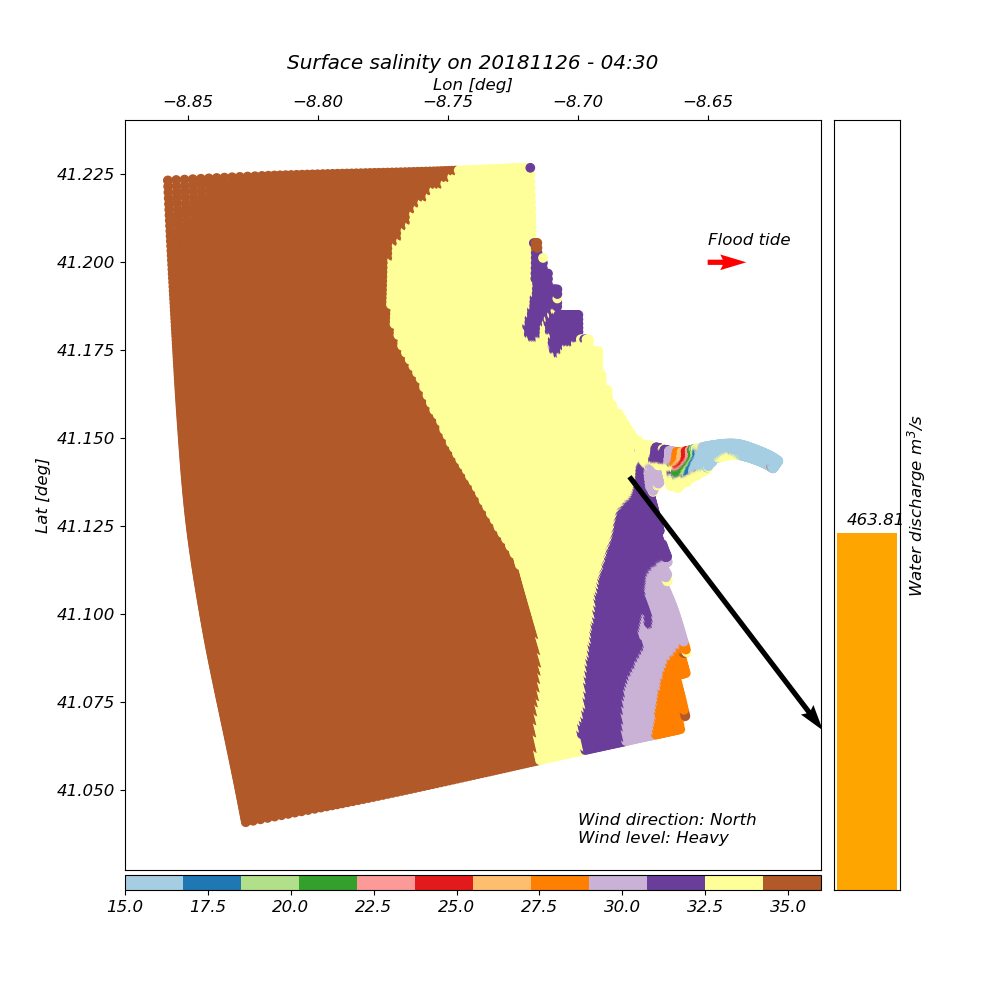 Surface salinity on 20181126 - 04:30
Lon [deg]
−8.85 −8.80 −8.75 −8.70 −8.65
41.225
41.200
41.175
41.150
41.125
41.100
41.075
41.050
Lat [deg]
Flood tide
Wind direction: North
Wind level: Heavy
463.81
Water discharge m³/s
15.0 17.5 20.0 22.5 25.0 27.5 30.0 32.5 35.0